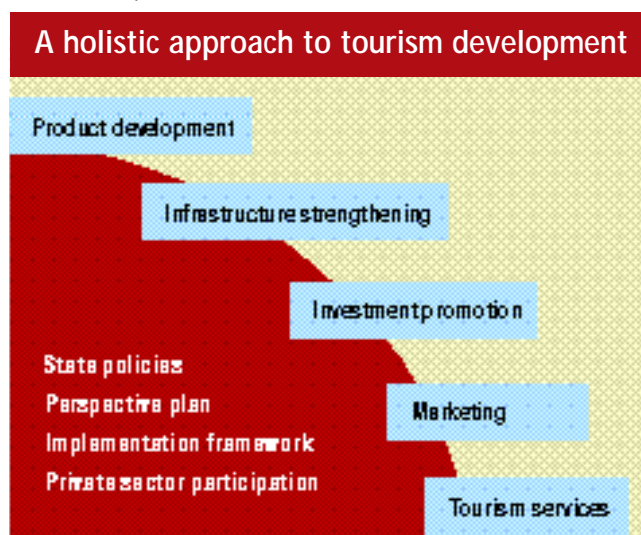 A holistic approach to tourism development
Product development
Infrastructure strengthening
Investment promotion
State policies
Perspective plan
Marketing
Implementation framework
Private sector participation
Tourism services